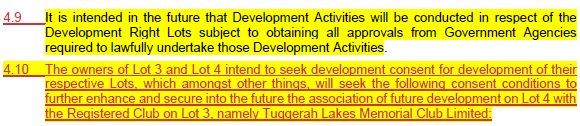 4.9 It is intended in the future that Development Activities will be conducted in respect of the
Development Right Lots subject to obtaining all approvals from Government Agencies
required to lawfully undertake those Development Activities.
4.10 The owners of Lot 3 and Lot 4 intend to seek development consent for development of their
respective Lots, which amongst other things, will seek the following consent conditions to
further enhance and secure into the future the association of future development on Lot 4 with
the Registered Club on Lot 3, namely Tuggerah Lakes Memorial Club Limited: